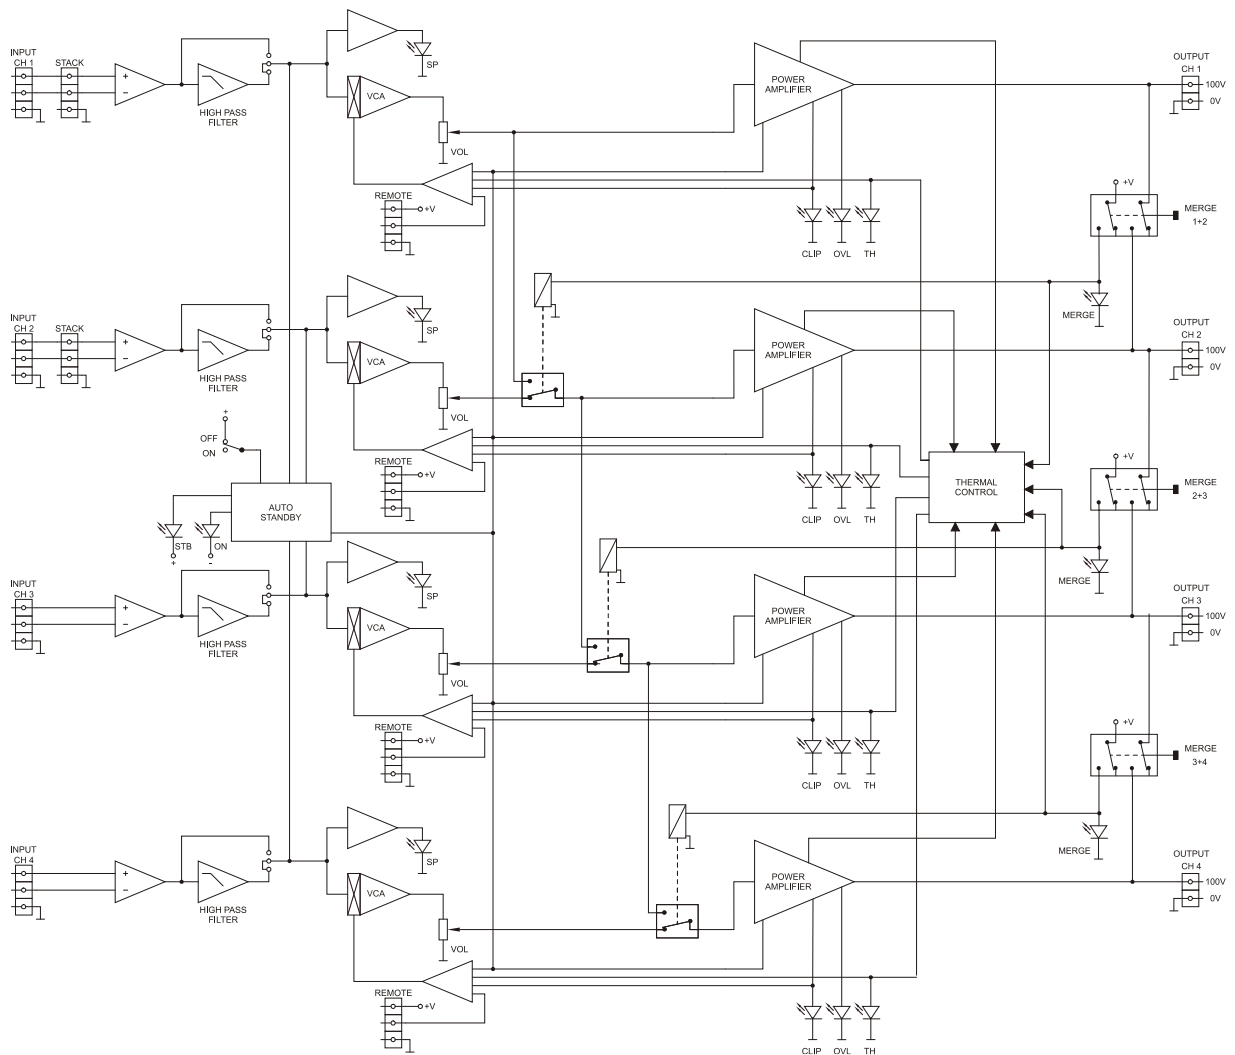 INPUT
CH 1
STACK
+
−
HIGH PASS
FILTER
SP
VCA
VOL
REMOTE
+V
POWER
AMPLIFIER
CLIP
OVL
TH
OUTPUT
CH 1
100V
0V
+V
MERGE
1+2
MERGE
INPUT
CH 2
STACK
+
−
HIGH PASS
FILTER
SP
VCA
VOL
REMOTE
+V
POWER
AMPLIFIER
CLIP
OVL
TH
OUTPUT
CH 2
100V
0V
+
OFF
ON
AUTO
STANDBY
STB
+
ON
-
THERMAL
CONTROL
+V
MERGE
2+3
MERGE
INPUT
CH 3
+
−
HIGH PASS
FILTER
SP
VCA
VOL
REMOTE
+V
POWER
AMPLIFIER
CLIP
OVL
TH
OUTPUT
CH 3
100V
0V
+V
MERGE
3+4
MERGE
INPUT
CH 4
+
−
HIGH PASS
FILTER
SP
VCA
VOL
REMOTE
+V
POWER
AMPLIFIER
CLIP
OVL
TH
OUTPUT
CH 4
100V
0V